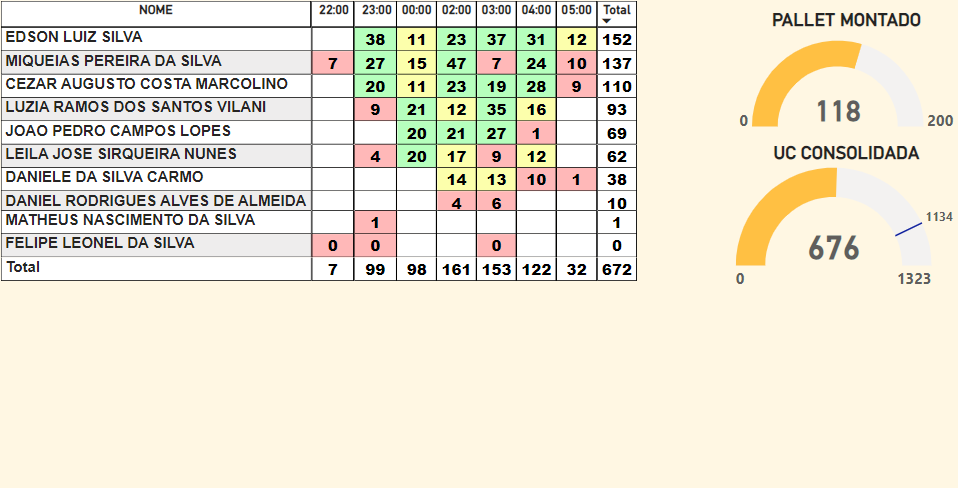 NOME 22:00 23:00 00:00 02:00 03:00 04:00 05:00 Total
EDSON LUIZ SILVA 38 11 23 37 31 12 152
MIQUEIAS PEREIRA DA SILVA 7 27 15 47 7 24 10 137
CEZAR AUGUSTO COSTA MARCOLINO 20 11 23 19 28 9 110
LUZIA RAMOS DOS SANTOS VILANI 9 21 12 35 16 93
JOAO PEDRO CAMPOS LOPES 20 21 27 1 69
LEILA JOSE SIRQUEIRA NUNES 4 20 17 9 12 62
DANIELE DA SILVA CARMO 14 13 10 1 38
DANIEL RODRIGUES ALVES DE ALMEIDA 4 6 10
MATHEUS NASCIMENTO DA SILVA 1 1
FELIPE LEONEL DA SILVA 0 0 0 0
Total 7 99 98 161 153 122 32 672
PALLET MONTADO
118
0 200
UC CONSOLIDADA
1134
676
0 1323